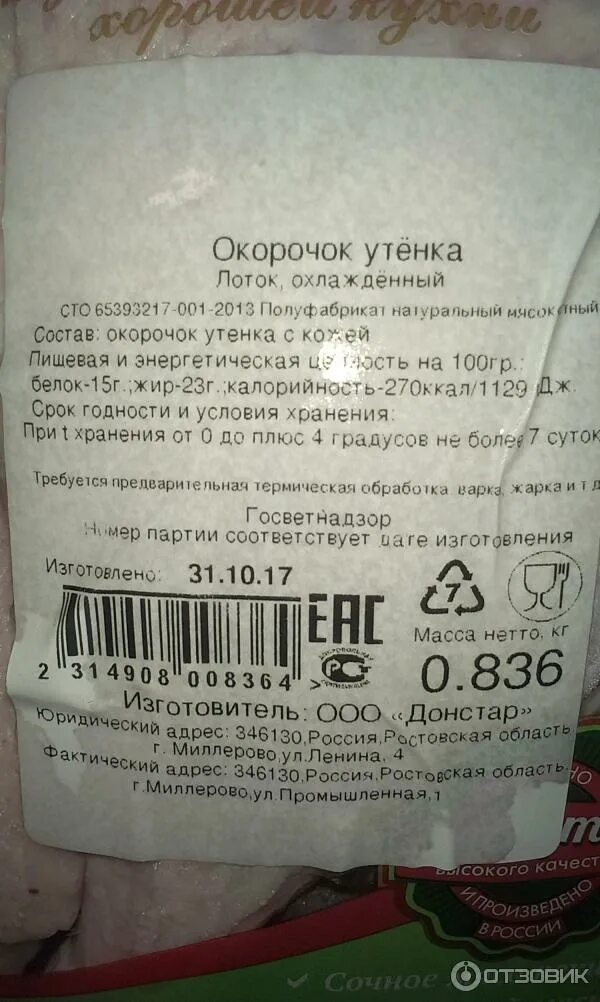 хорошей кухни
Окорочок утёнка
Лоток, охлаждённый
СТО 65393217-001-2013 Полуфабрикат натуральный
Состав: окорочок утенка с кожей
Пищевая и энергетическая це ость на 100гр.:
белок-15г.;жир-23г.;калорийность-270ккал/1129 Дж.
Срок годности и условия хранения:
При t хранения от 0 до плюс 4 градусов не более 7 суток
Требуется предварительная термическая обработка варка, жарка и т д
Госветнадзор
Номер партии соответствует дате изготовления
Изготовлено: 31.10.17
EAC
7
Масса нетто, кг
0.836
2 314908 008364 >
РСТ
Изготовитель: ООО «Донстар»
Юридический адрес: 346130,Россия,Ростовская область
г. Миллерово,ул.Ленина, 4
Фактический адрес: 346130,Россия,Ростовская область
г.Миллерово,ул.Промышленная,1
высокого качест
И ПРОИЗВЕДЕНО
В РОССИИ
✓ Сочное
ОТЗОВИК